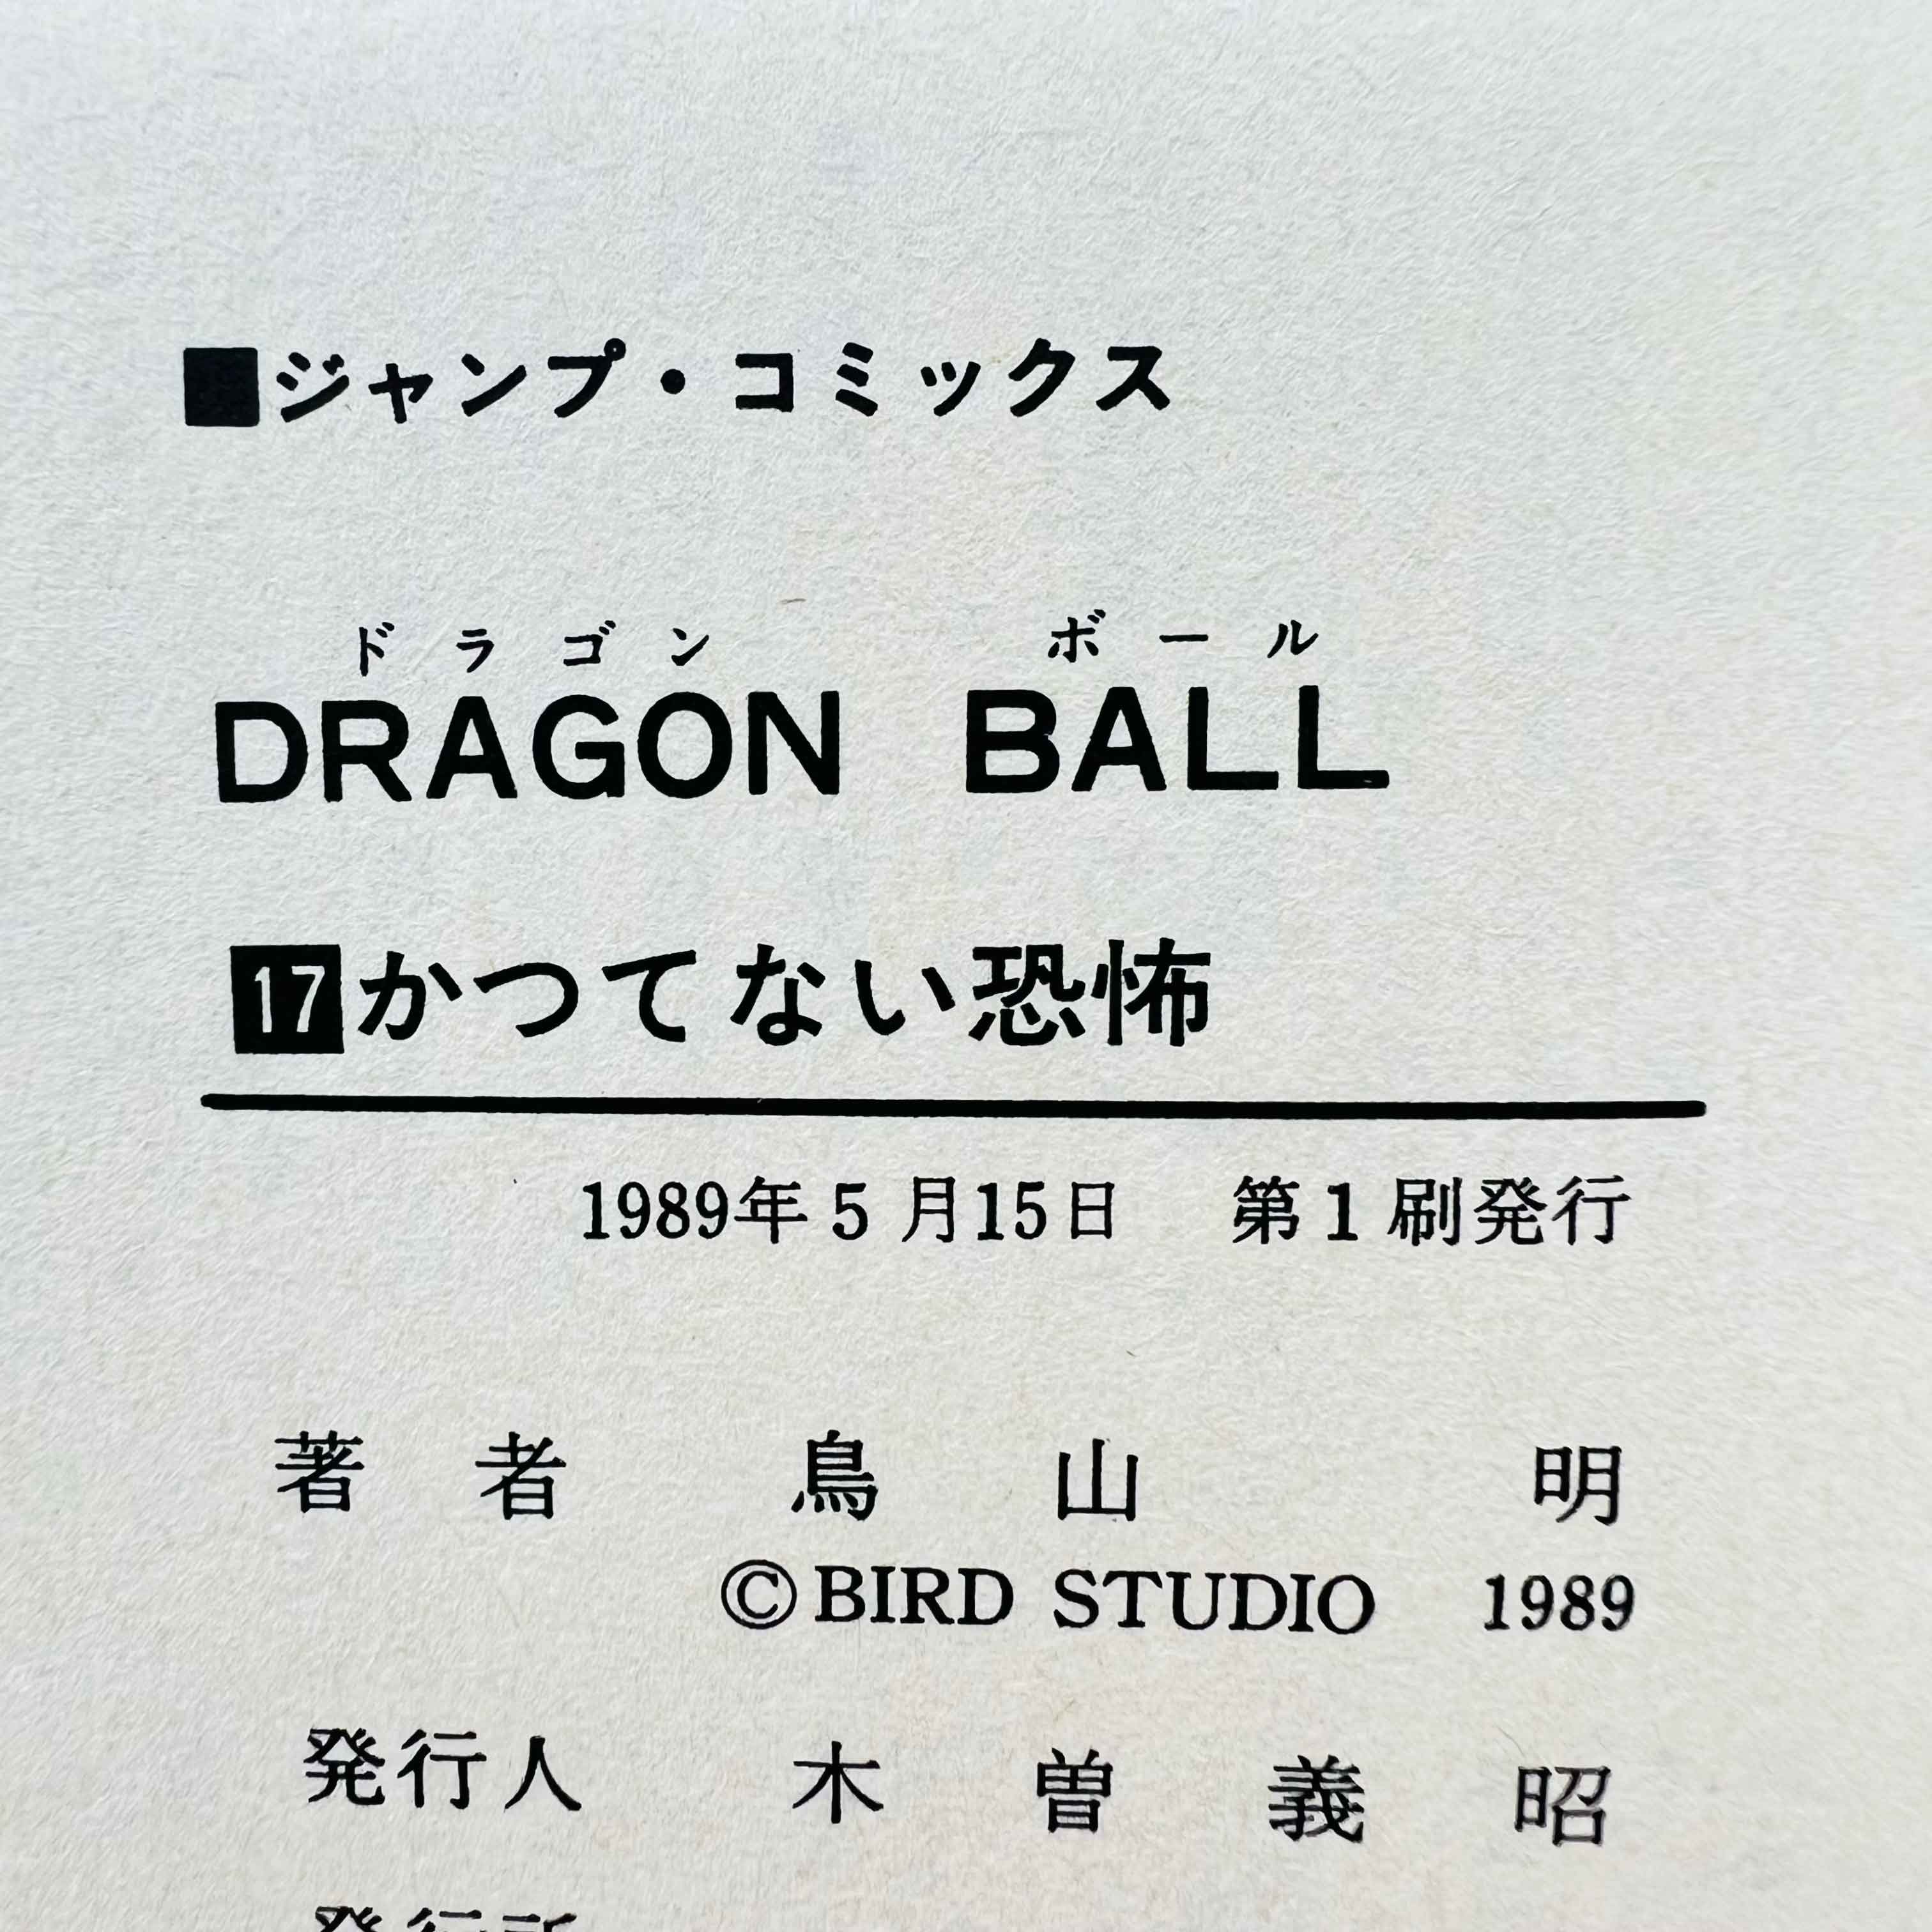 ■ジャンプ・コミックス
ドラゴン ボール
DRAGON BALL
17かつてない恐怖
1989年5月15日 第1刷発行
著者 鳥山 明
©BIRD STUDIO 1989
発行人 木曽義昭
発行所